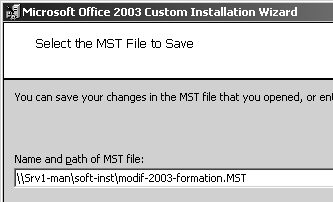 Microsoft Office 2003 Custom Installation Wizard
Select the MST File to Save
You can save your changes in the MST file that you opened, or
Name and path of MST file:
\\Srv1-man\soft-inst\modif-2003-formation.MST